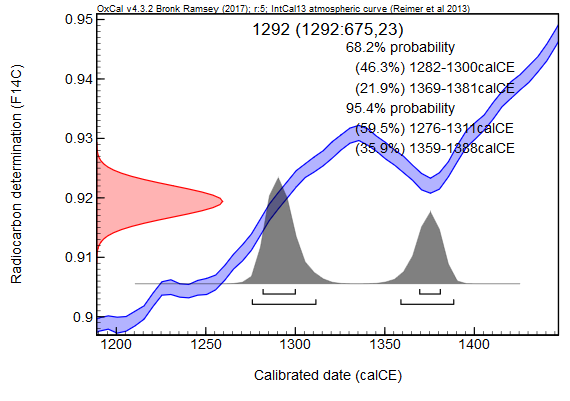 OxCal v4.3.2 Bronk Ramsey (2017); r:5; IntCal13 atmospheric curve (Reimer et al 2013)
1292 (1292:675,23)
68.2% probability
(46.3%) 1282-1300calCE
(21.9%) 1369-1381calCE
95.4% probability
(59.5%) 1276-1311calCE
(35.9%) 1359-1388calCE
Radiocarbon determination (F14C)
0.95
0.94
0.93
0.92
0.91
0.9
1200 1250 1300 1350 1400
Calibrated date (calCE)